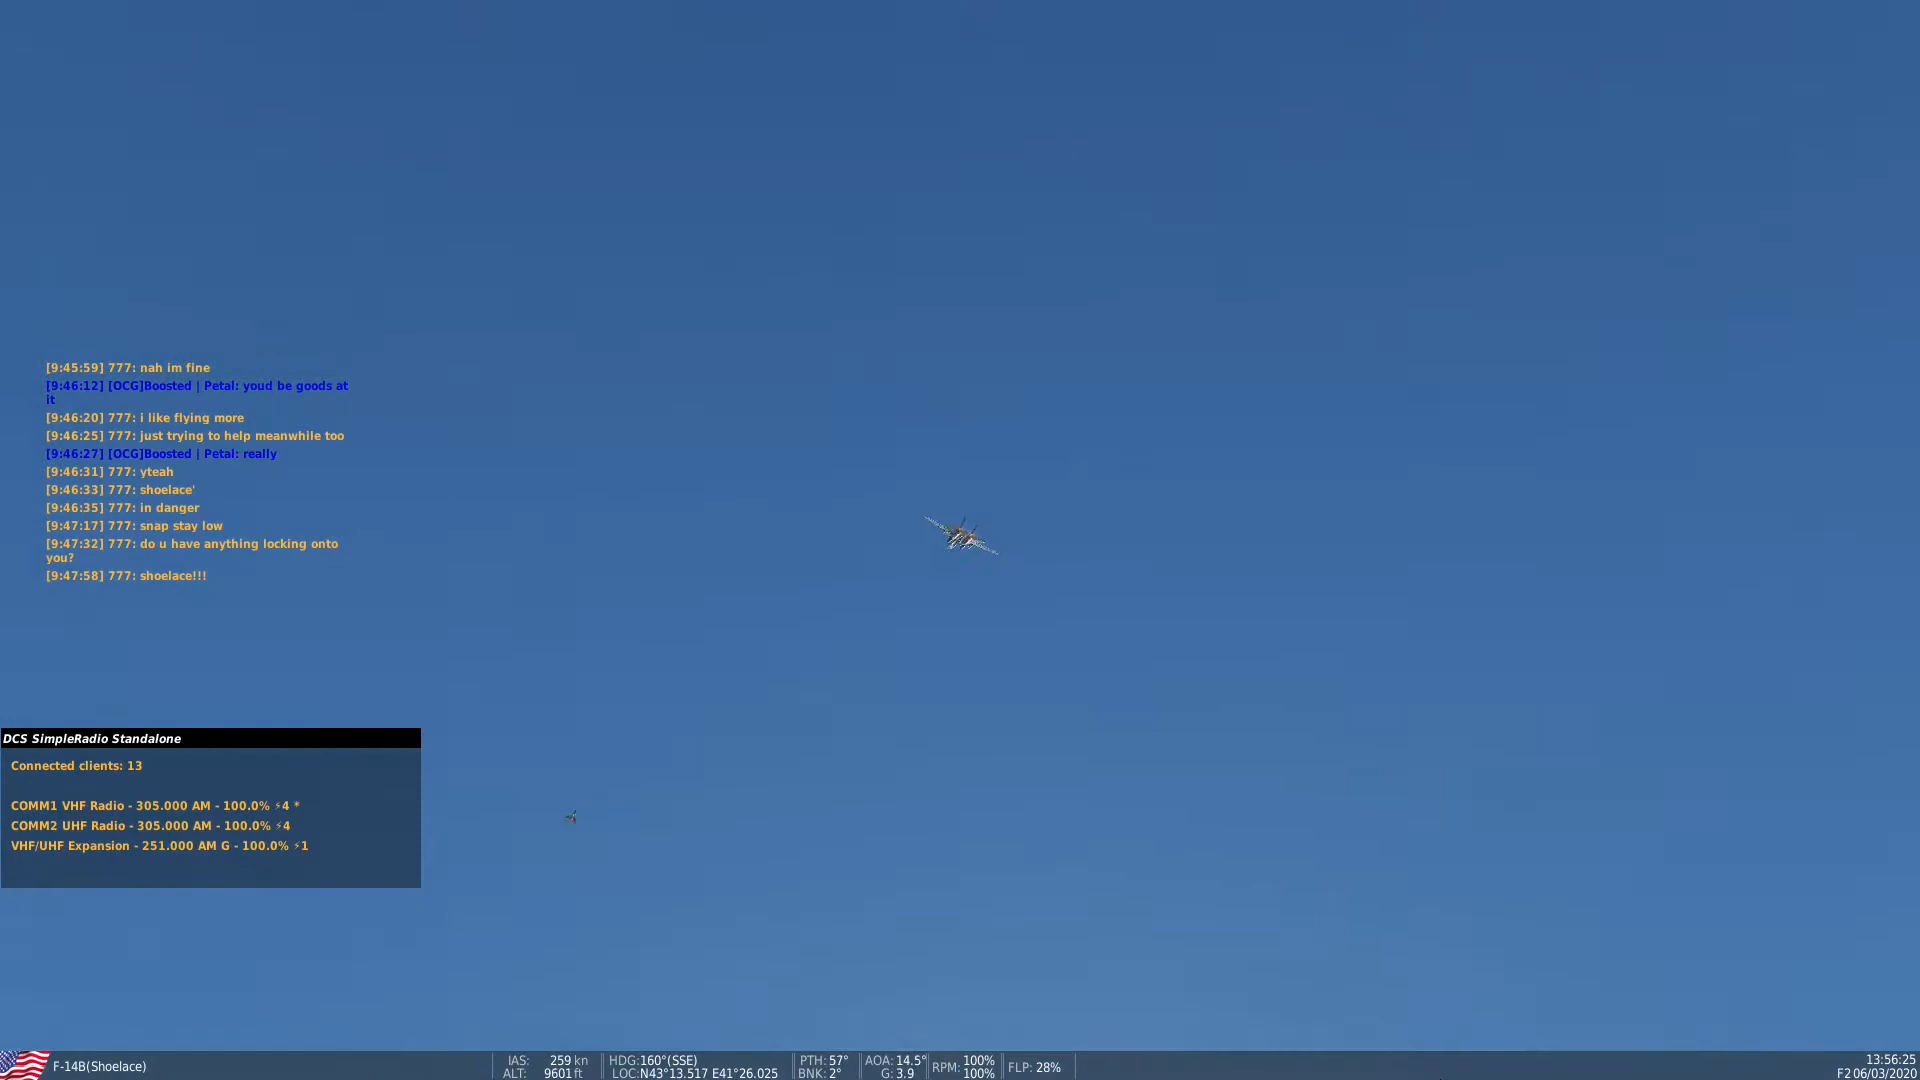 [9:45:59] 777: nah im fine
[9:46:12] [OCG]Boosted | Petal: youd be goods at
it
[9:46:20] 777: i like flying more
[9:46:25] 777: just trying to help meanwhile too
[9:46:27] [OCG]Boosted | Petal: really
[9:46:31] 777: yteah
[9:46:33] 777: shoelace'
[9:46:35] 777: in danger
[9:47:17] 777: snap stay low
[9:47:32] 777: do u have anything locking onto
you?
[9:47:58] 777: shoelace!!!
DCS SimpleRadio Standalone
Connected clients: 13
COMM1 VHF Radio - 305.000 AM - 100.0% ⚡4 *
COMM2 UHF Radio - 305.000 AM - 100.0% ⚡4
VHF/UHF Expansion - 251.000 AM G - 100.0% ⚡1
F-14B(Shoelace)
IAS: 259 kn
ALT: 9601 ft
HDG:160°(SSE)
LOC:N43°13.517 E41°26.025
PTH: 57°
BNK: 2°
AOA: 14.5°
G: 3.9
RPM: 100%
100%
FLP: 28%
13:56:25
F2 06/03/2020